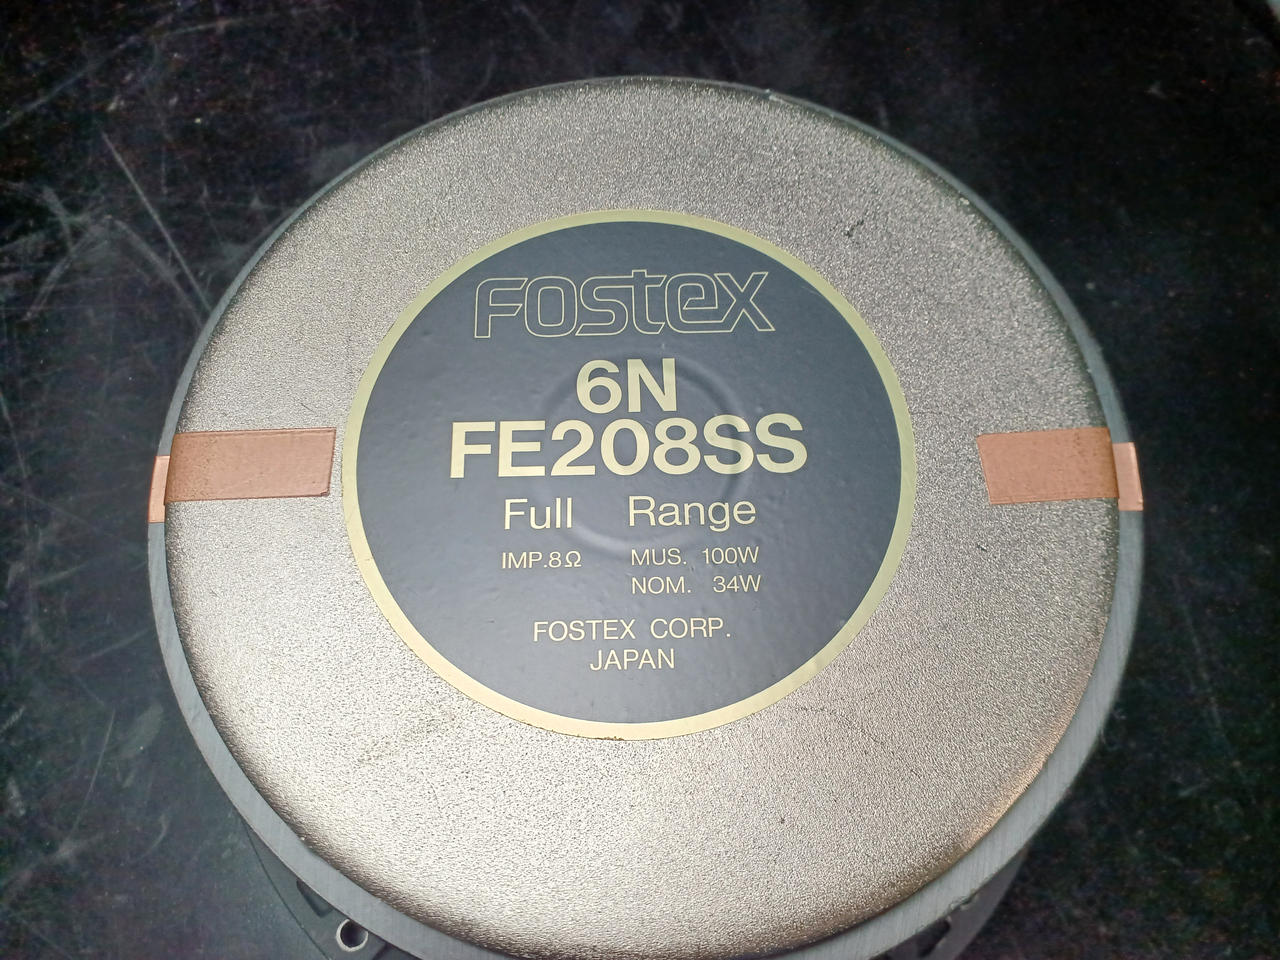 FOSTEX
6N
FE208SS
Full Range
IMP.8Ω MUS. 100W
NOM. 34W
FOSTEX CORP.
JAPAN